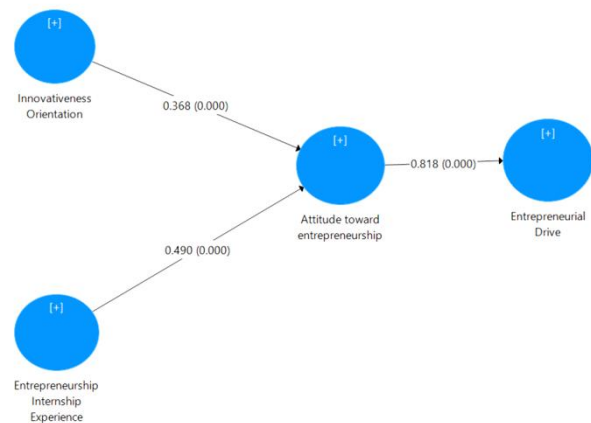 [+]
Innovativeness
Orientation
0.368 (0.000)
[+]
Attitude toward
entrepreneurship
0.818 (0.000)
[+]
Entrepreneurial
Drive
0.490 (0.000)
[+]
Entrepreneurship
Internship
Experience